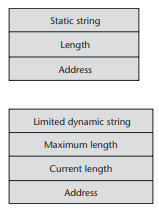 Static string
Length
Address
Limited dynamic string
Maximum length
Current length
Address